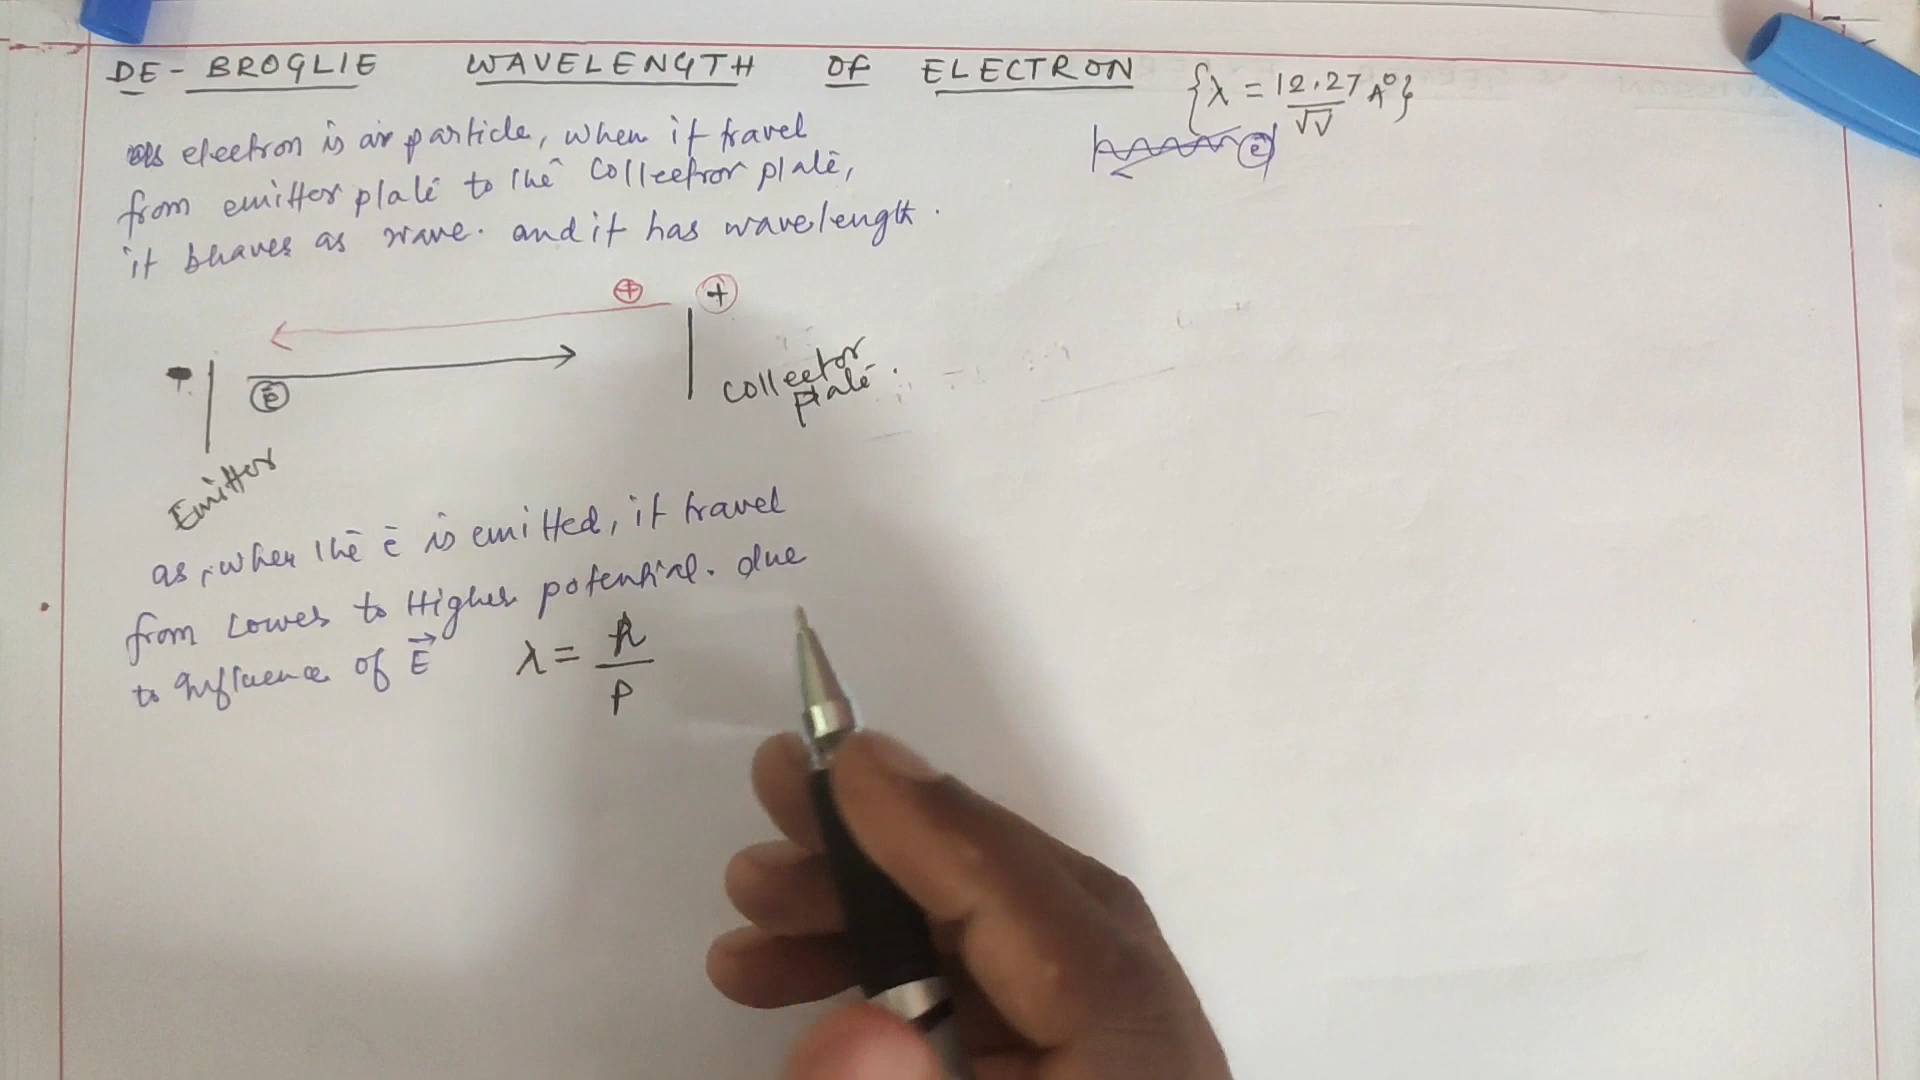 DE-BROGLIE WAVELENGTH OF ELECTRON {λ = 12.27/√V A°}
as electron is a particle, when it travel
from emitter plate to the collector plate,
it bhaves as wave. and it has wavelength.
e⁻
⊕ +
e⁻
Collector
plate.
Emitter
as, when the e⁻ is emitted, it travel
from Lower to Higher potential. due
to influence of E⃗ λ = h/p